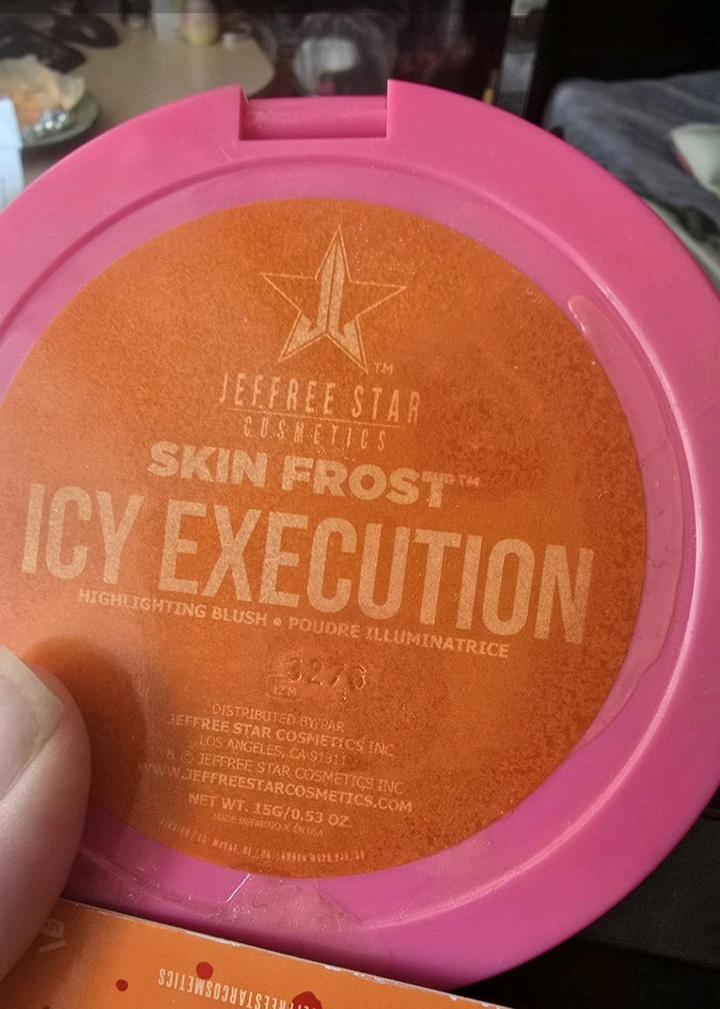 JEFFREE STAR
COSMETICS
SKIN FROST™
ICY EXECUTION
HIGHLIGHTING BLUSH • POUDRE ILLUMINATRICE
12M
DISTRIBUTED BY/PAR
JEFFREE STAR COSMETICS INC
LOS ANGELES, CA 91311
& © JEFFREE STAR COSMETICS INC
WWW.JEFFREESTARCOSMETICS.COM
NET WT. 15G/0.53 OZ.
MADE IN/FABRIQUÉ EN USA
JEFFREESTARCOSMETICS